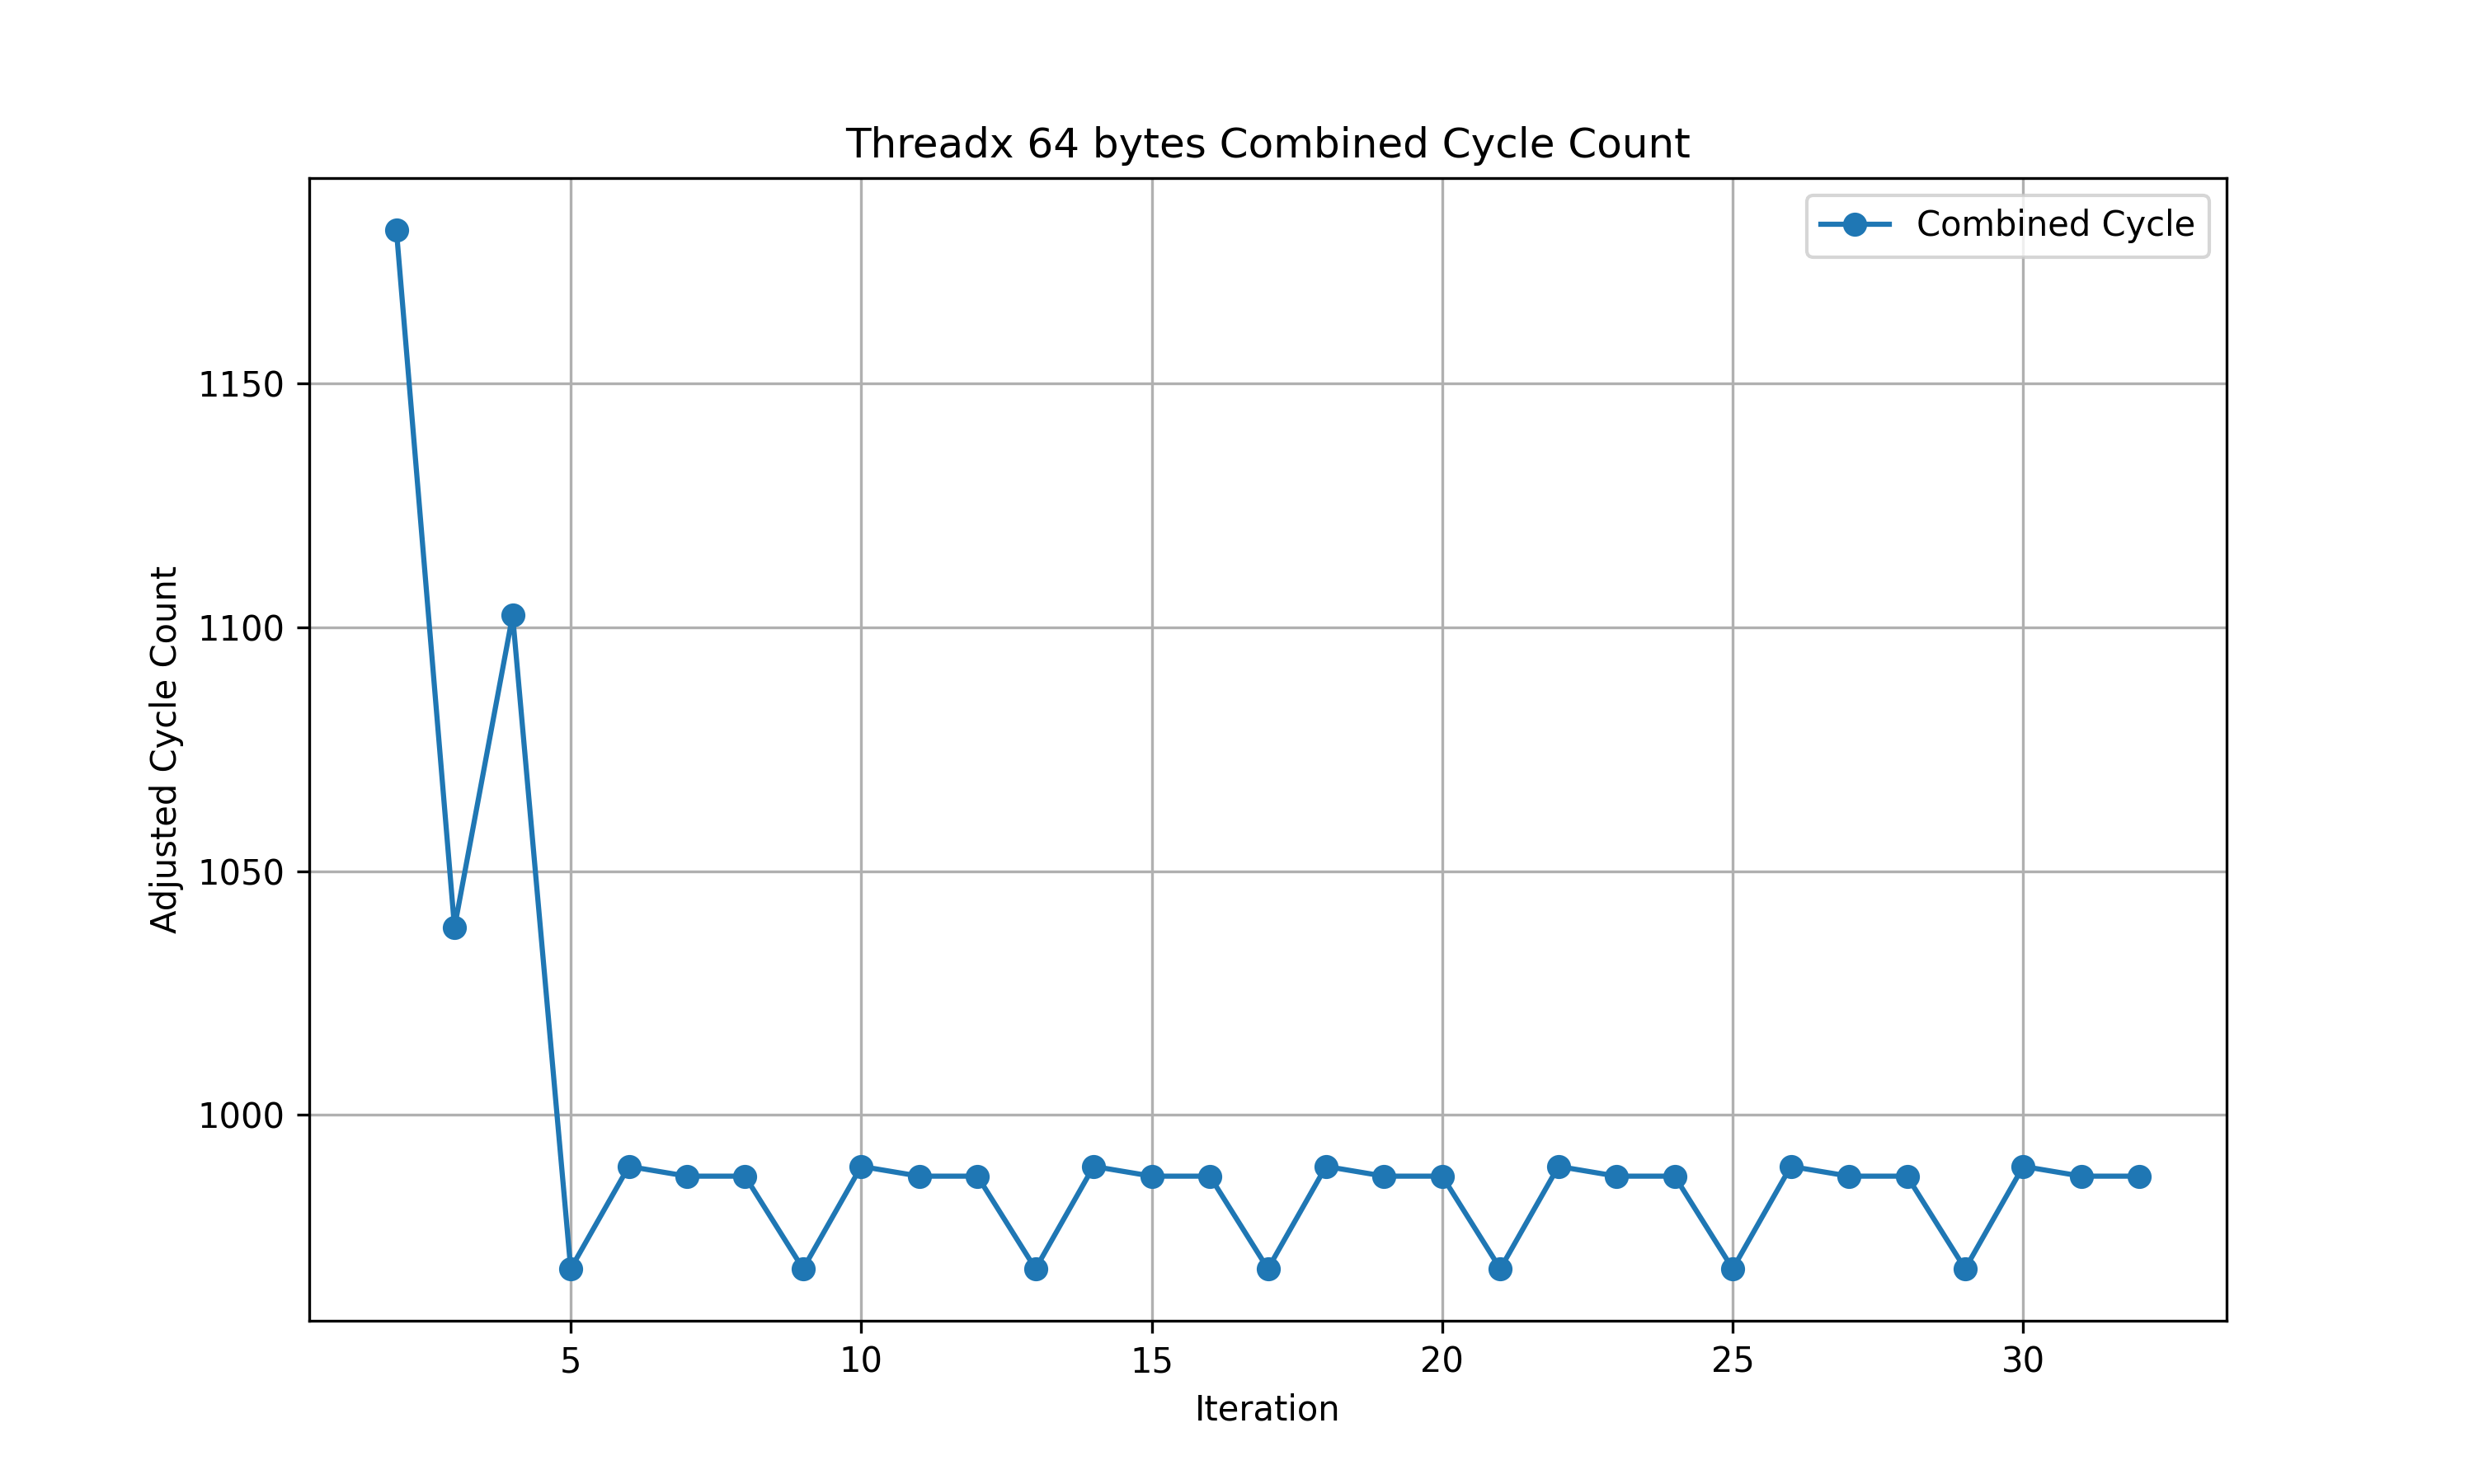 Threadx 64 bytes Combined Cycle Count
Combined Cycle
Adjusted Cycle Count
1150
1100
1050
1000
5 10 15 20 25 30
Iteration